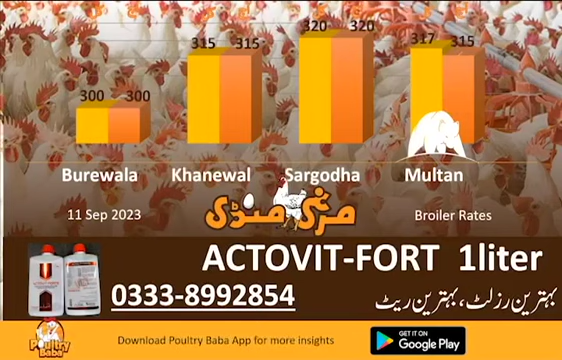 300 300 315 315 320 320 317 315
Burewala Khanewal Sargodha Multan
11 Sep 2023 مرغی منڈی Broiler Rates
ACTOVIT-FORT 1liter
0333-8992854 بہترین رزلٹ، بہترین ریٹ
Poultry Baba
Download Poultry Baba App for more insights
GET IT ON
Google Play